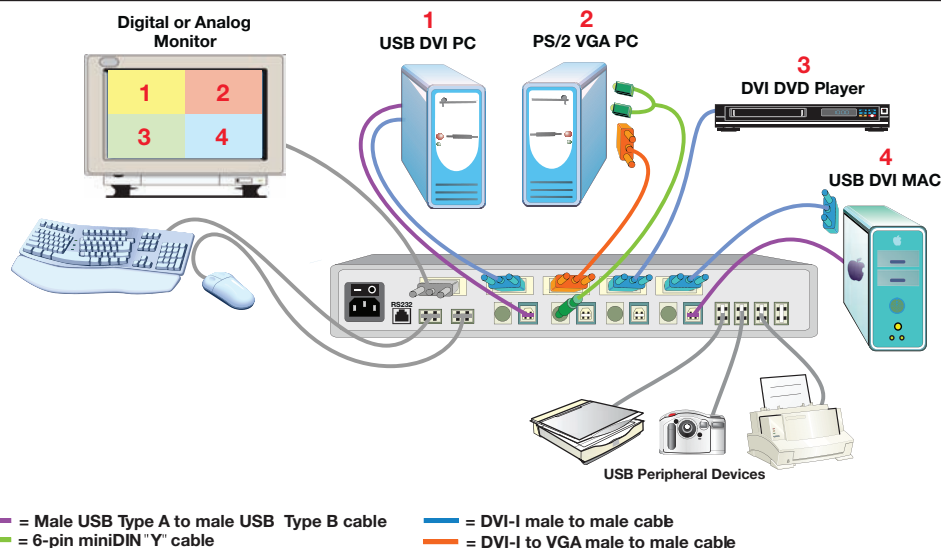 Digital or Analog
Monitor
1
USB DVI PC
2
PS/2 VGA PC
3
DVI DVD Player
4
USB DVI MAC
1 2
3 4
RS232
USB Peripheral Devices
= Male USB Type A to male USB Type B cable
= DVI-I male to male cable
= 6-pin miniDIN "Y" cable
= DVI-I to VGA male to male cable